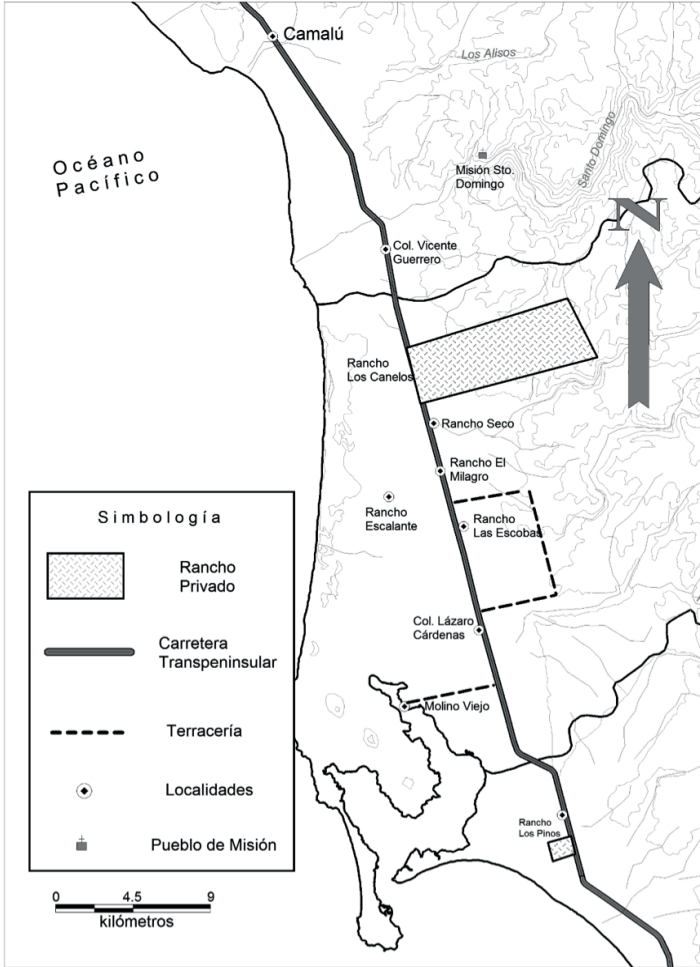 Camalú
Los Alisos
Océano
Pacífico
Santo Domingo
Misión Sto.
Domingo
N
Col. Vicente
Guerrero
Rancho
Los Canelos
Rancho Seco
Rancho El
Milagro
Rancho
Escalante
Rancho
Las Escobas
Col. Lázaro
Cárdenas
Molino Viejo
Rancho
Los Pinos
Simbología
Rancho
Privado
Carretera
Transpeninsular
Terracería
Localidades
Pueblo de Misión
0 4.5 9
kilómetros